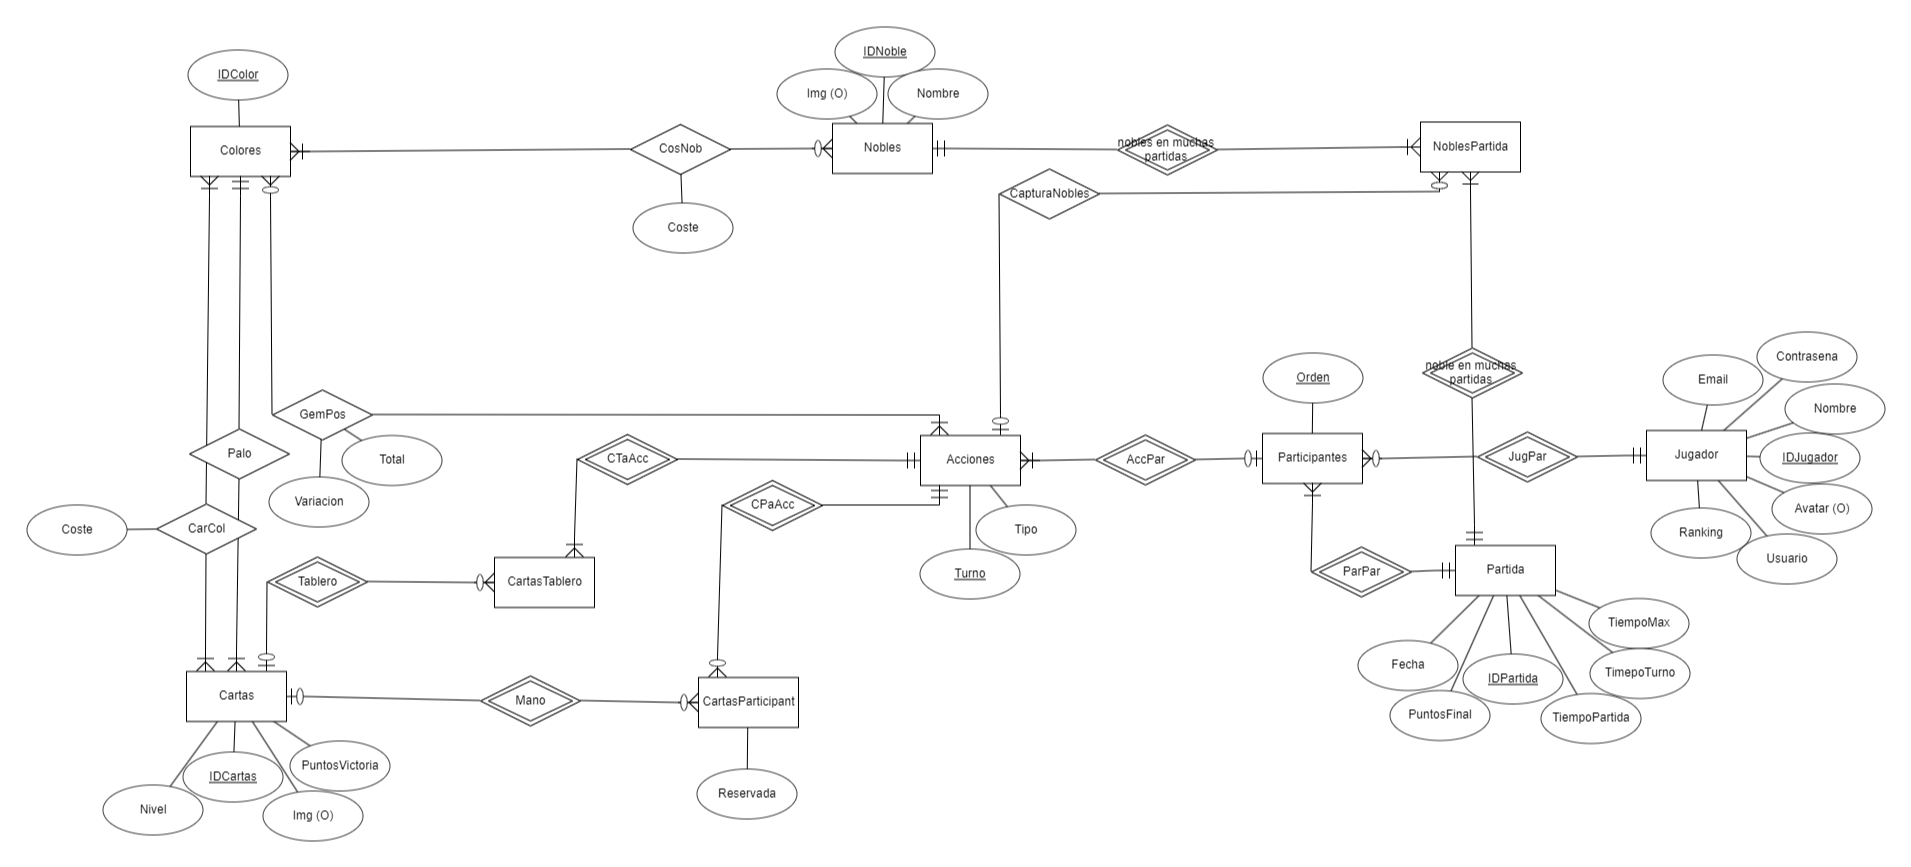 IDNoble
IDColor
Img (O)
Nombre
Colores
CosNob
Nobles
nobles en muchas
partidas
NoblesPartida
CapturaNobles
Coste
Contrasena
Email
noble en muchas
partidas
Orden
Nombre
GemPos
Palo
Total
CTaAcc
Acciones
AccPar
Participantes
JugPar
Jugador
IDJugador
Variacion
CPaAcc
Avatar (O)
Coste
CarCol
Tipo
Ranking
Usuario
Tablero
CartasTablero
Turno
ParPar
Partida
TiempoMax
Fecha
IDPartida
TimepoTurno
Cartas
Mano
CartasParticipant
PuntosFinal
TiempoPartida
PuntosVictoria
IDCartas
Reservada
Nivel
Img (O)